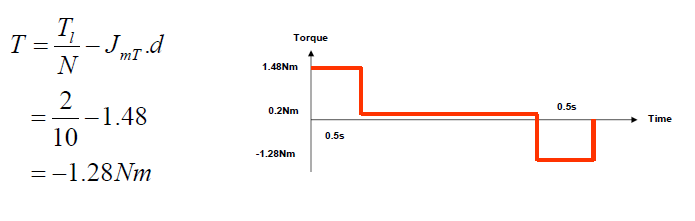 T = T_l / N − J_mT.d
= 2 / 10 − 1.48
= −1.28Nm
Torque
1.48Nm
0.2Nm
-1.28Nm
0.5s
0.5s
Time